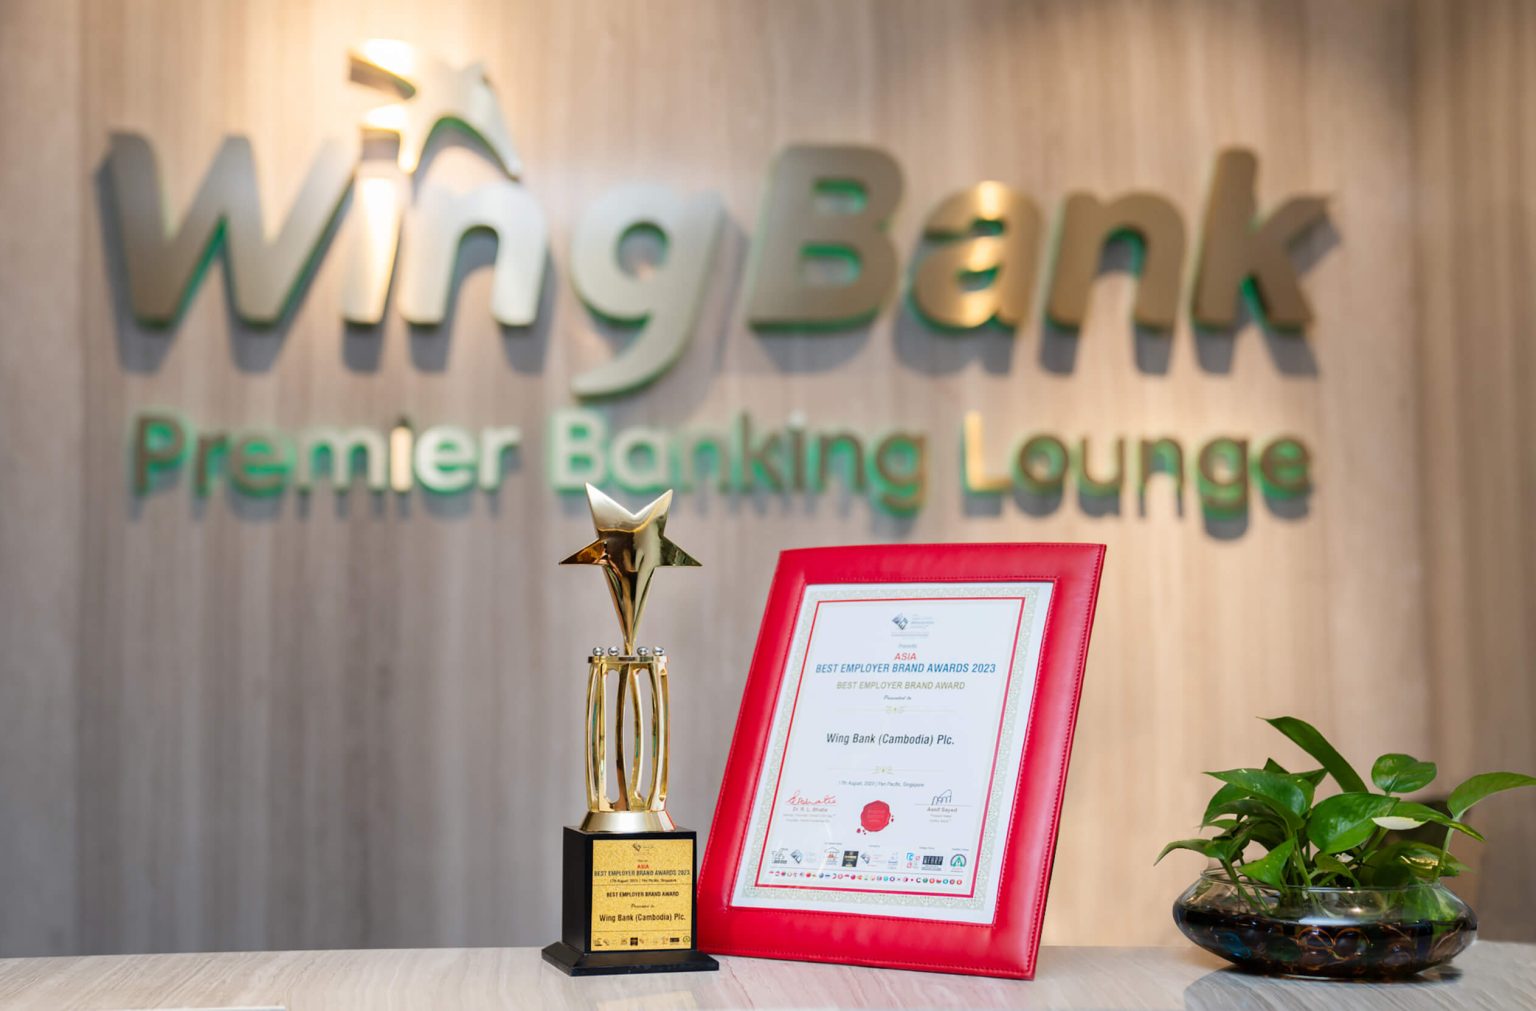 Wing Bank
Premier Banking Lounge
Presents
ASIA
BEST EMPLOYER BRAND AWARDS 2023
BEST EMPLOYER BRAND AWARD
Presented to
Wing Bank (Cambodia) Plc.
17th August, 2023 | Pan Pacific, Singapore
Dr. R. L. Bhatia
Aasif Sayed
ASIA
BEST EMPLOYER BRAND AWARDS 2023
17th August, 2023 | Pan Pacific, Singapore
BEST EMPLOYER BRAND AWARD
Presented to
Wing Bank (Cambodia) Plc.